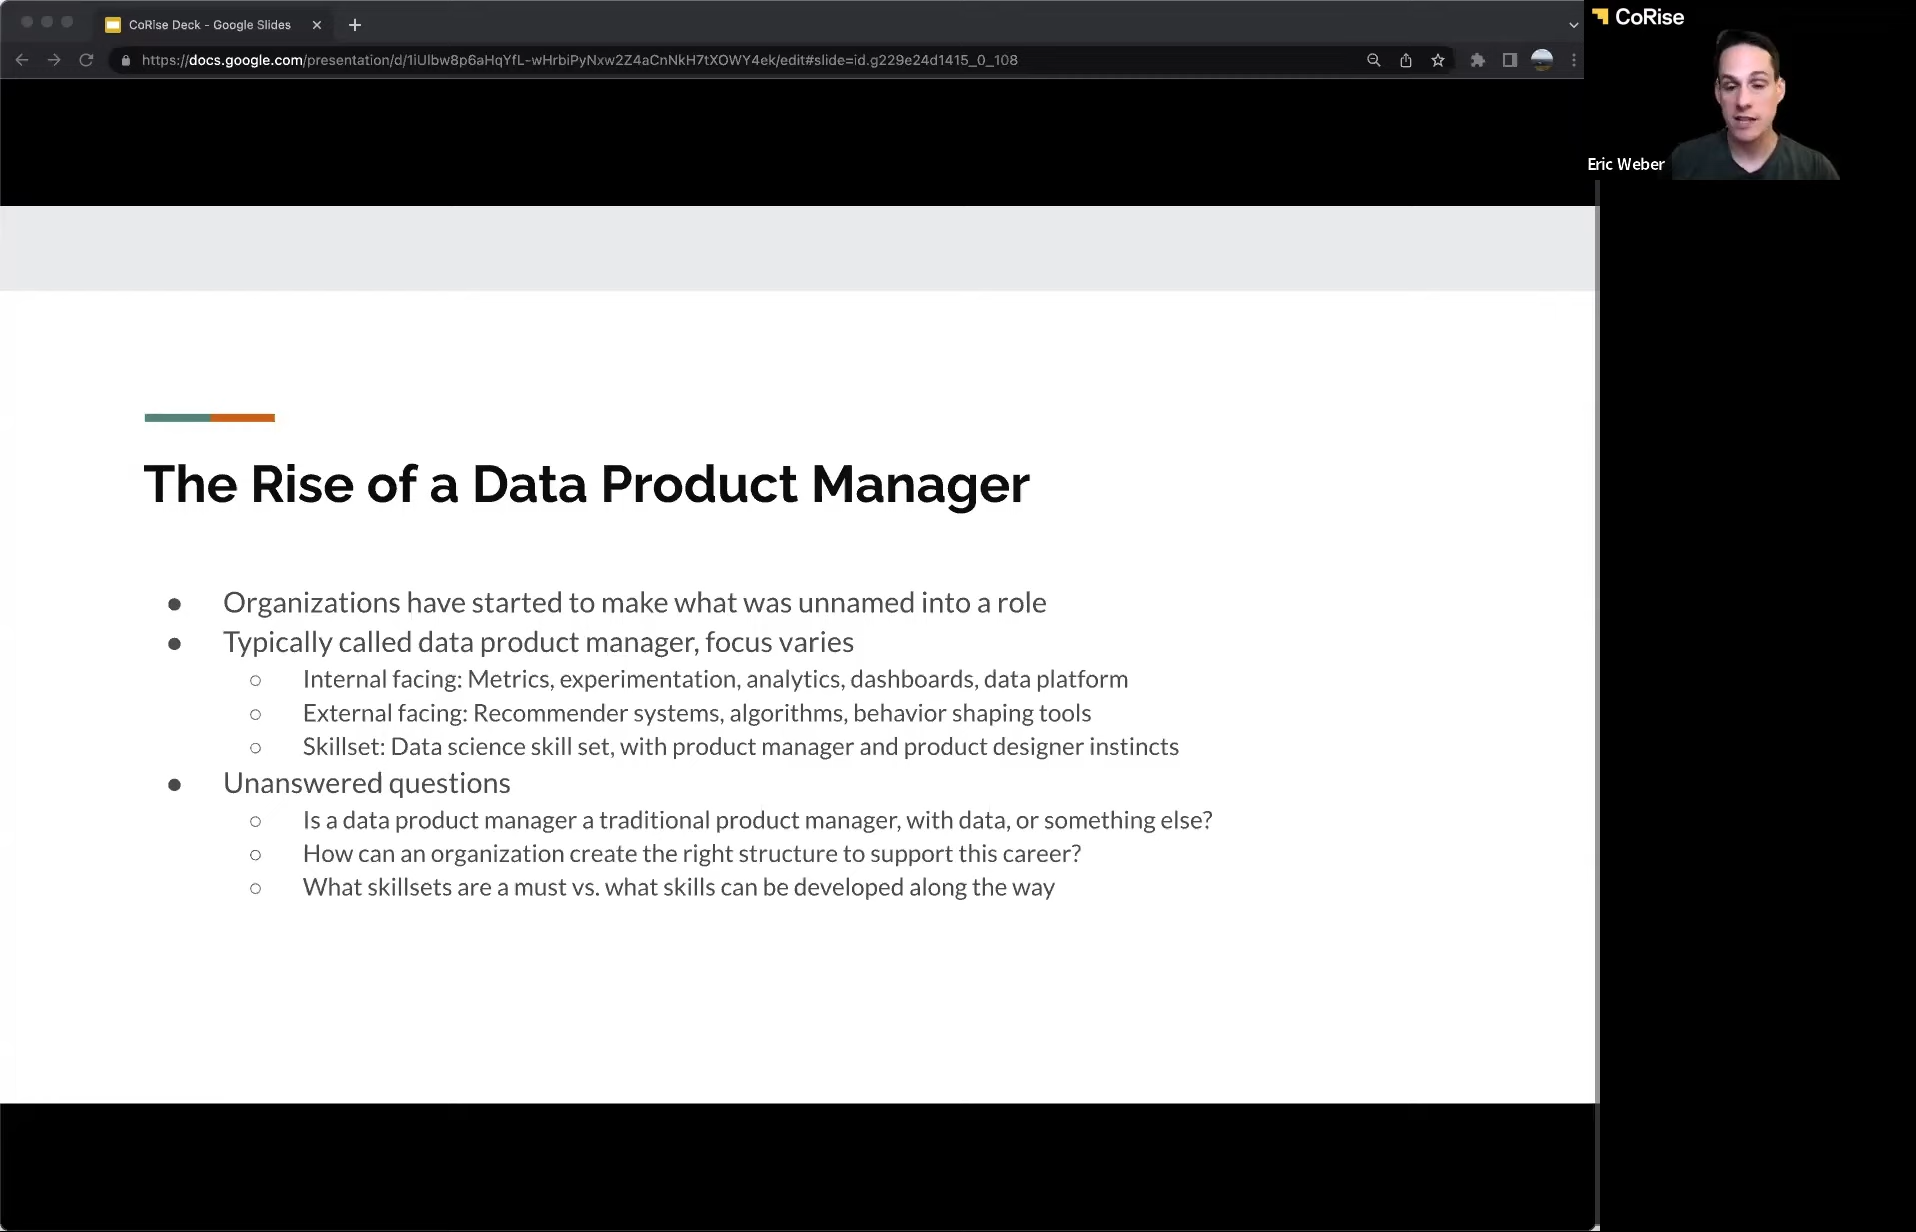 CoRise Deck - Google Slides
CoRise
https://docs.google.com/presentation/d/1iUlbw8p6aHqYfL-wHrbiPyNxw2Z4aCnNkH7tXOWY4ek/edit#slide=id.g229e24d1415_0_108
Eric Weber
The Rise of a Data Product Manager
● Organizations have started to make what was unnamed into a role
● Typically called data product manager, focus varies
○ Internal facing: Metrics, experimentation, analytics, dashboards, data platform
○ External facing: Recommender systems, algorithms, behavior shaping tools
○ Skillset: Data science skill set, with product manager and product designer instincts
● Unanswered questions
○ Is a data product manager a traditional product manager, with data, or something else?
○ How can an organization create the right structure to support this career?
○ What skillsets are a must vs. what skills can be developed along the way